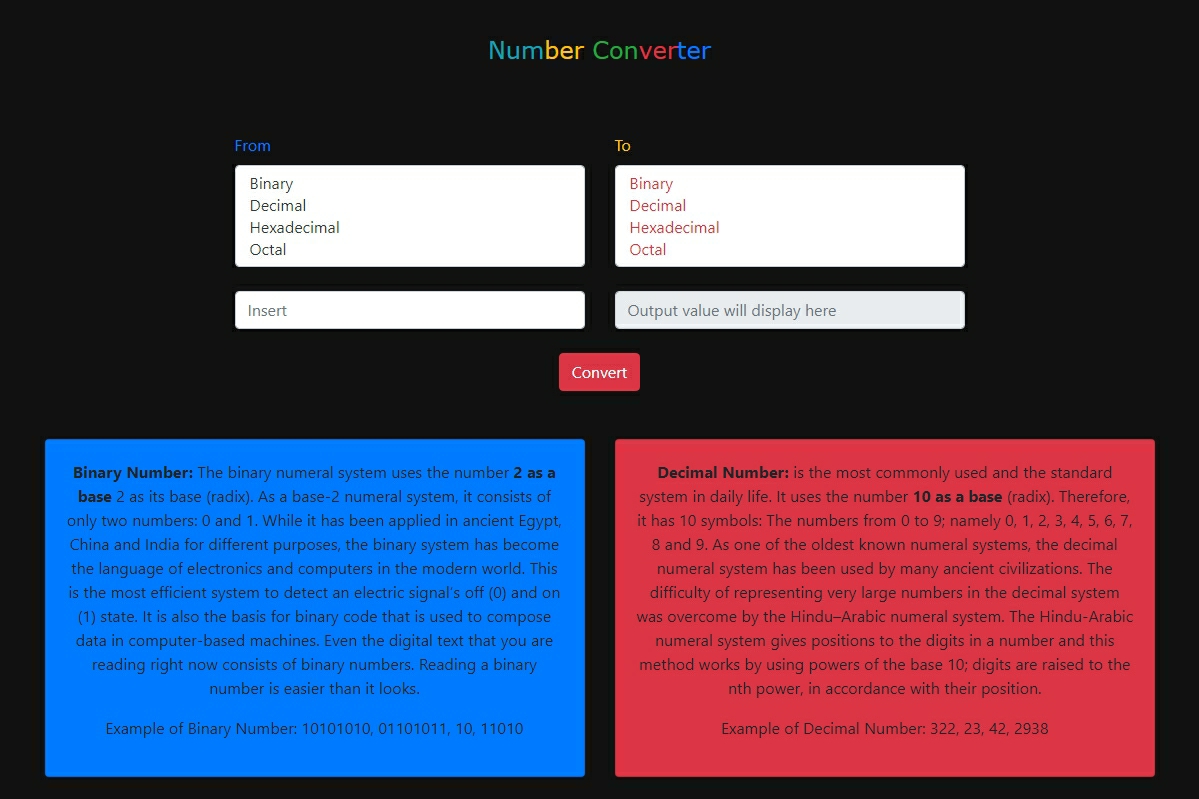 Number Converter
From
Binary
Decimal
Hexadecimal
Octal
Insert
To
Binary
Decimal
Hexadecimal
Octal
Output value will display here
Convert
Binary Number: The binary numeral system uses the number 2 as a
base 2 as its base (radix). As a base-2 numeral system, it consists of
only two numbers: 0 and 1. While it has been applied in ancient Egypt,
China and India for different purposes, the binary system has become
the language of electronics and computers in the modern world. This
is the most efficient system to detect an electric signal's off (0) and on
(1) state. It is also the basis for binary code that is used to compose
data in computer-based machines. Even the digital text that you are
reading right now consists of binary numbers. Reading a binary
number is easier than it looks.
Example of Binary Number: 10101010, 01101011, 10, 11010
Decimal Number: is the most commonly used and the standard
system in daily life. It uses the number 10 as a base (radix). Therefore,
it has 10 symbols: The numbers from 0 to 9; namely 0, 1, 2, 3, 4, 5, 6, 7,
8 and 9. As one of the oldest known numeral systems, the decimal
numeral system has been used by many ancient civilizations. The
difficulty of representing very large numbers in the decimal system
was overcome by the Hindu–Arabic numeral system. The Hindu-Arabic
numeral system gives positions to the digits in a number and this
method works by using powers of the base 10; digits are raised to the
nth power, in accordance with their position.
Example of Decimal Number: 322, 23, 42, 2938